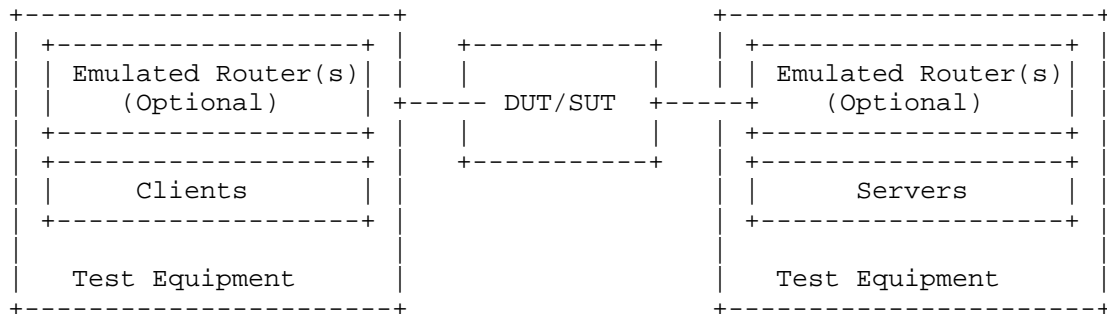 Emulated Router(s) Emulated Router(s)
(Optional) DUT/SUT (Optional)
Clients Servers
Test Equipment Test Equipment